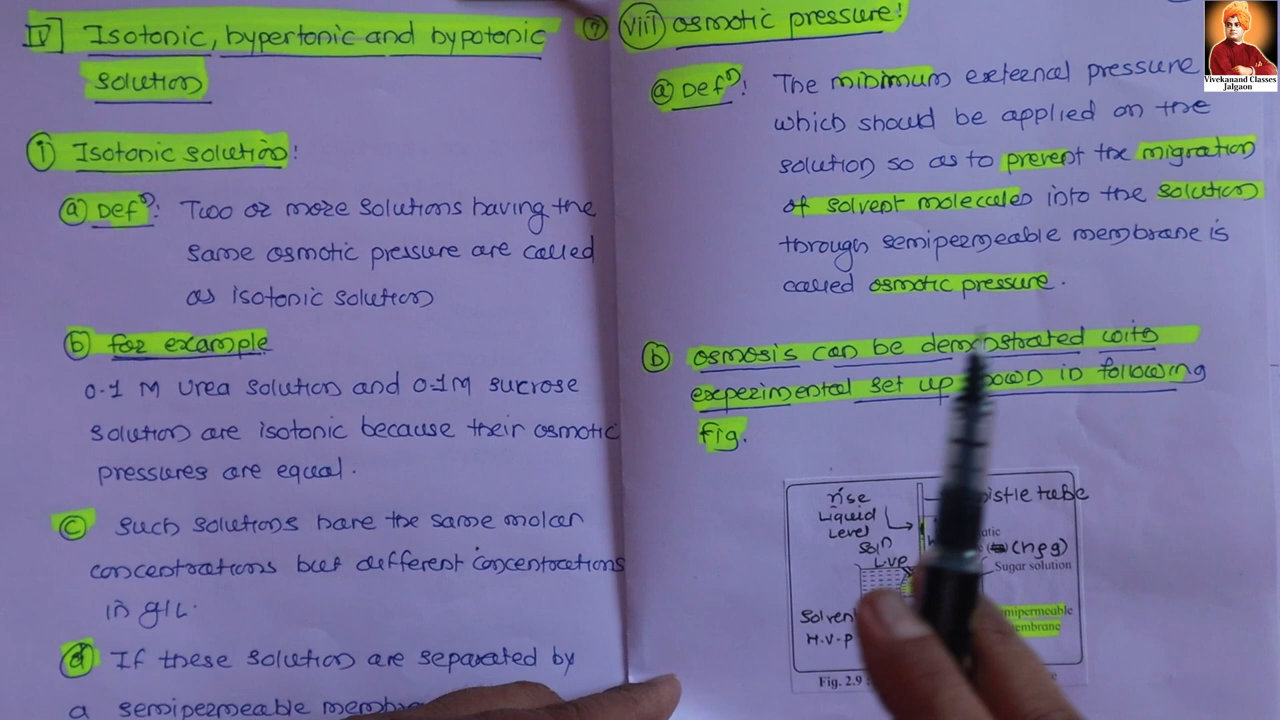 V] Isotonic, hypertonic and hypotonic
solution
i) Isotonic solution:
a) Defn: Two or more solutions having the
same osmotic pressure are called
as isotonic solution
b) for example
0.1 M urea solution and 0.1M sucrose
solution are isotonic because their osmotic
pressures are equal.
c) such solutions have the same molar
concentrations but different concentrations
in g/L.
d) If these solution are separated by
a semipermeable
7
viii) osmotic pressure!
a) Defn: The minimum external pressure
which should be applied on the
solution so as to prevent the migration
of solvent molecules into the solution
through semipermeable membrane is
called osmotic pressure.
b) osmosis can be demonstrated with
experimental set up in following
fig.
rise
Liquid
Level
soln
L.V.P
tube
(hρg)
Sugar solution
H.V.P
Fig. 2.9
Vivekanand Classes
Jalgaon